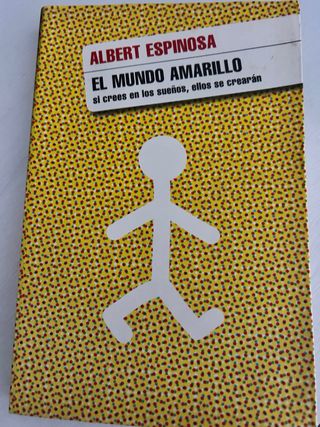 ALBERT ESPINOSA
EL MUNDO AMARILLO
si crees en los sueños, ellos se crearán